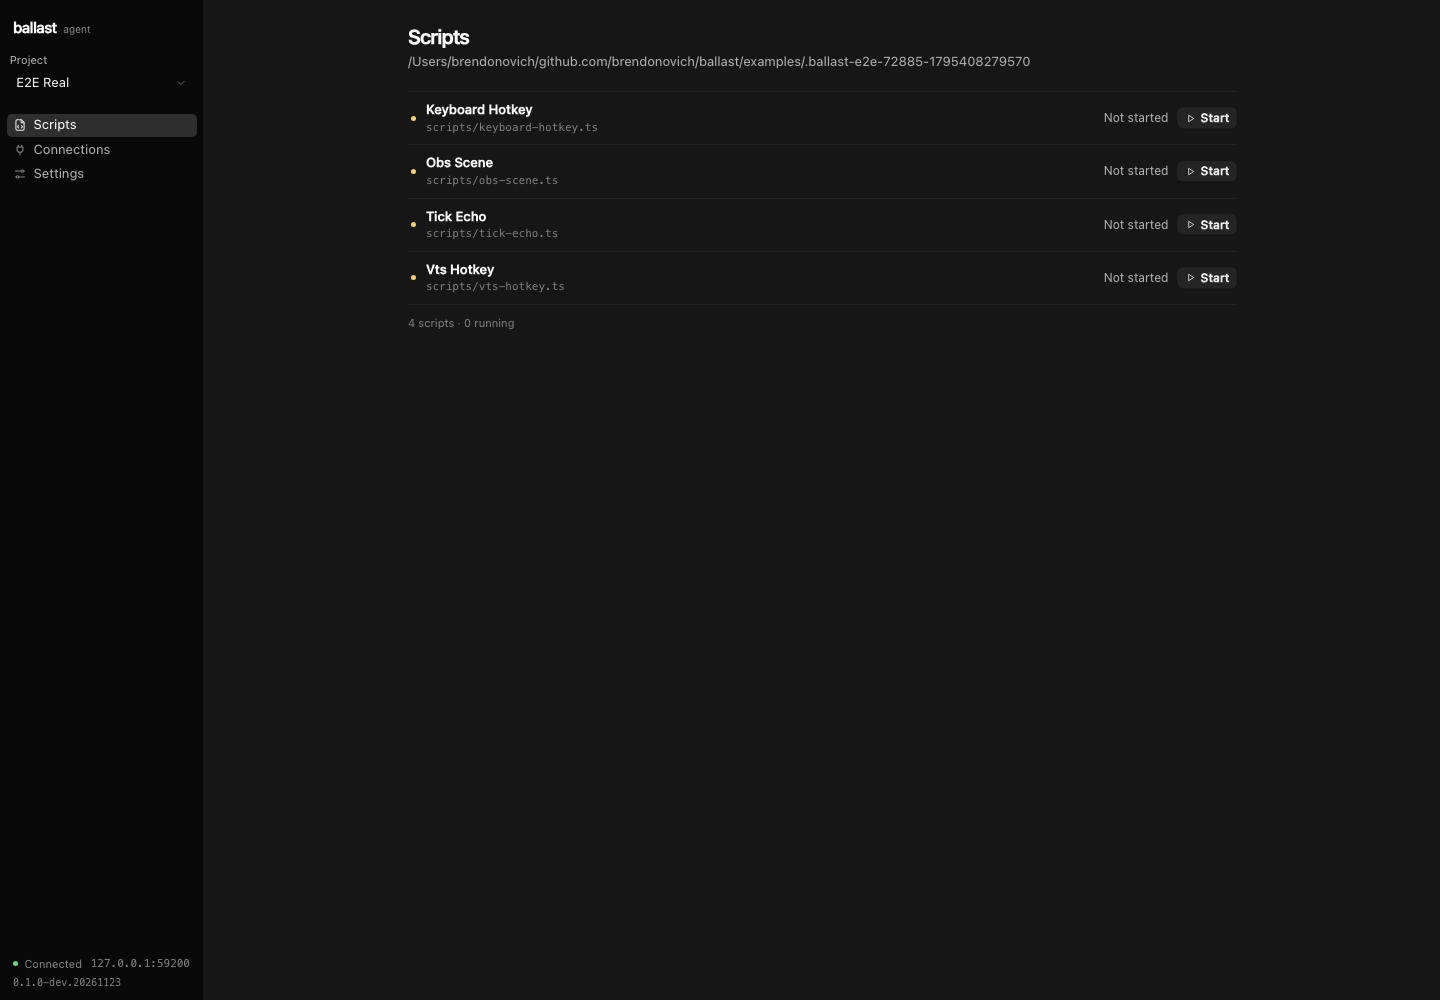 ballast agent
Project
E2E Real
Scripts
Connections
Settings
Connected 127.0.0.1:59200
0.1.0-dev.20261123
Scripts
/Users/brendonovich/github.com/brendonovich/ballast/examples/.ballast-e2e-72885-1795408279570
Keyboard Hotkey
scripts/keyboard-hotkey.ts
Not started Start
Obs Scene
scripts/obs-scene.ts
Not started Start
Tick Echo
scripts/tick-echo.ts
Not started Start
Vts Hotkey
scripts/vts-hotkey.ts
Not started Start
4 scripts · 0 running